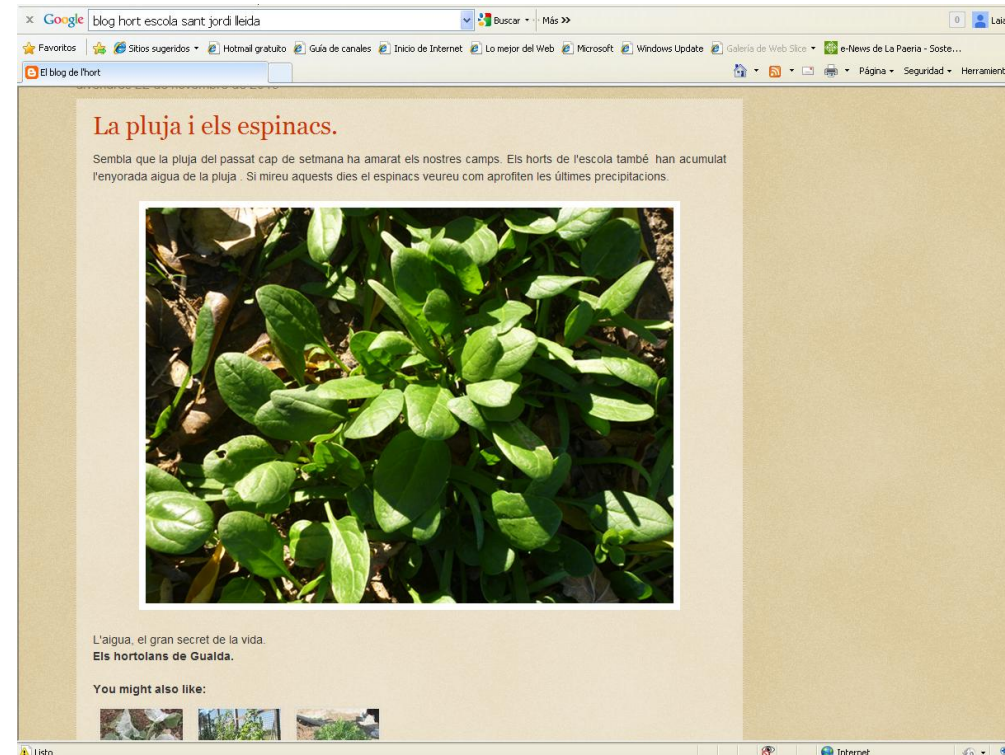 Google blog hort escola sant jordi lleida Buscar Más 0 Laia
Favoritos Sitios sugeridos Hotmail gratuito Guía de canales Inicio de Internet Lo mejor del Web Microsoft Windows Update Galería de Web Slice e-News de La Paeria - Soste...
El blog de l'hort Página Seguridad
La pluja i els espinacs.
Sembla que la pluja del passat cap de setmana ha amarat els nostres camps. Els horts de l'escola també han acumulat
l'enyorada aigua de la pluja . Si mireu aquests dies el espinacs veureu com aprofiten les últimes precipitacions.
L'aigua, el gran secret de la vida.
Els hortolans de Gualda.
You might also like:
Listo Internet